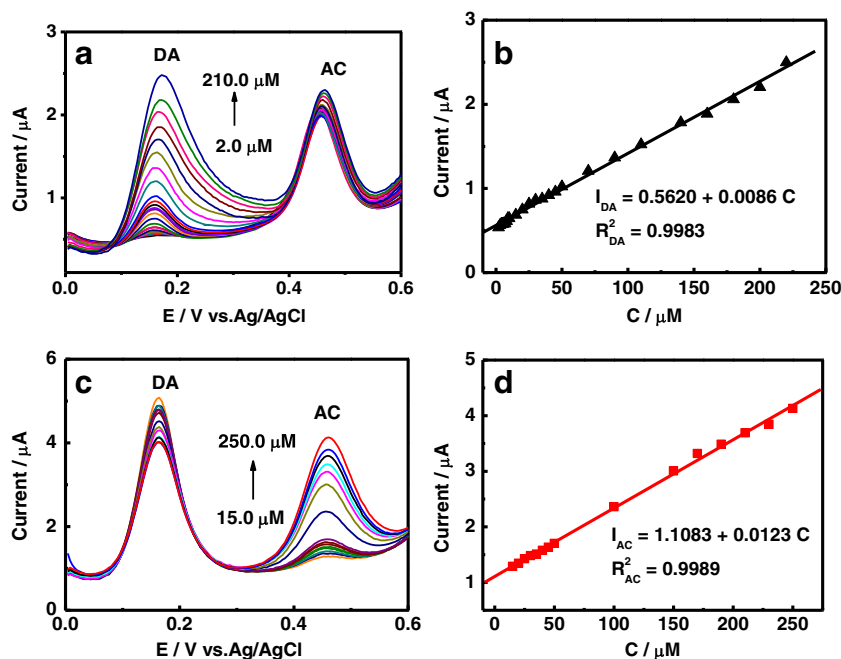 a
DA
AC
210.0 μM
2.0 μM
Current / μA
3
2
1
0.0 0.2 0.4 0.6
E / V vs.Ag/AgCl
b
I_DA = 0.5620 + 0.0086 C
R²_DA = 0.9983
Current / μA
3
2
1
0
0 50 100 150 200 250
C / μM
c
DA
AC
250.0 μM
15.0 μM
Current / μA
6
4
2
0
0.0 0.2 0.4 0.6
E / V vs.Ag/AgCl
d
I_AC = 1.1083 + 0.0123 C
R²_AC = 0.9989
Current / μA
5
4
3
2
1
0 50 100 150 200 250
C / μM